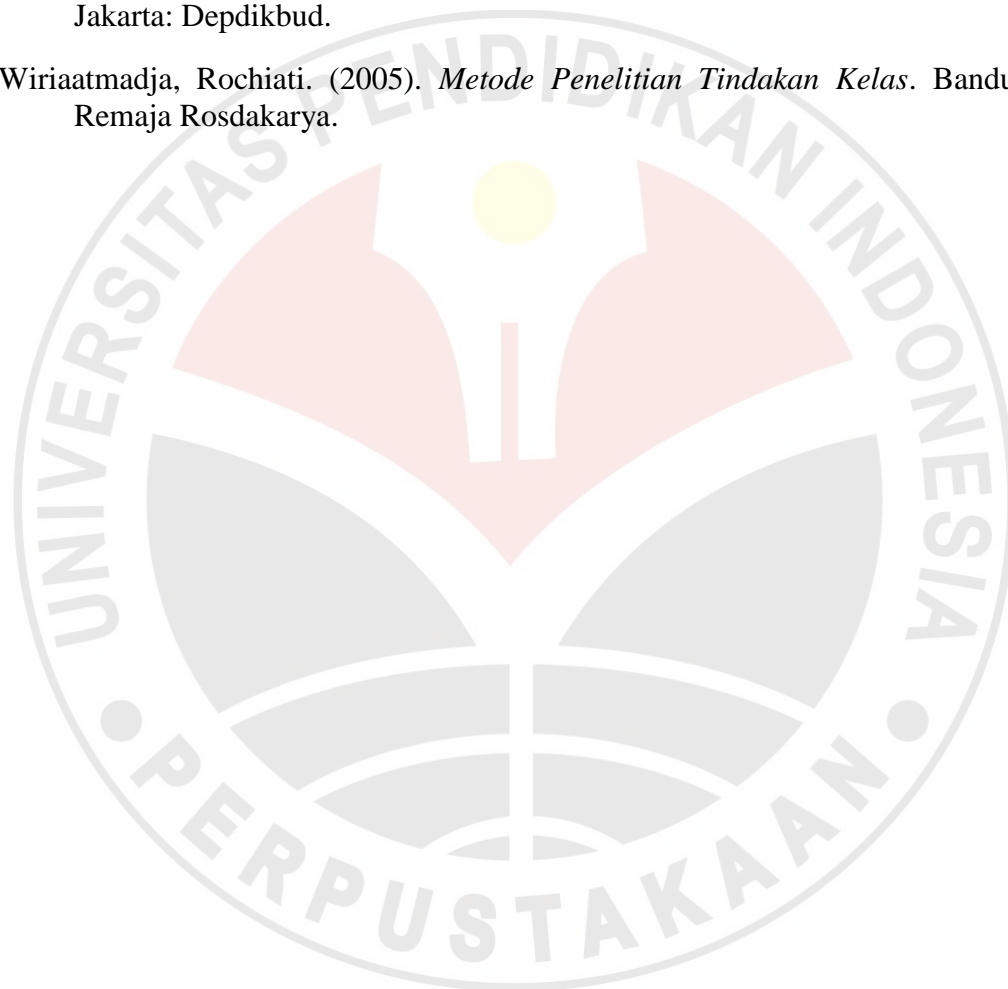 Jakarta: Depdikbud.
Wiriaatmadja, Rochiati. (2005). Metode Penelitian Tindakan Kelas. Bandu
Remaja Rosdakarya.
UNIVERSITAS PENDIDIKAN INDONESIA
PERPUSTAKAAN